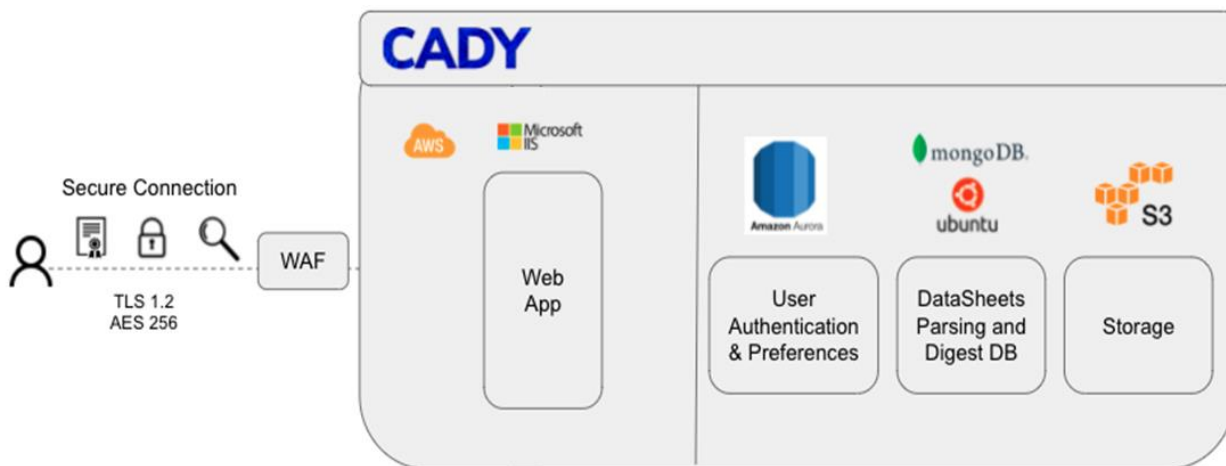 CADY
AWS
Microsoft
IIS
Secure Connection
WAF
TLS 1.2
AES 256
Web
App
Amazon Aurora
mongoDB.
ubuntu
S3
User
Authentication
& Preferences
DataSheets
Parsing and
Digest DB
Storage